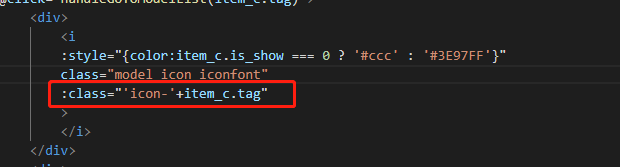 @click="handleGoToModelList(item_c.tag)">
<div>
<i
:style="{color:item_c.is_show === 0 ? '#ccc' : '#3E97FF'}"
class="model icon iconfont"
:class="'icon-'+item_c.tag"
>
</i>
</div>
<div>